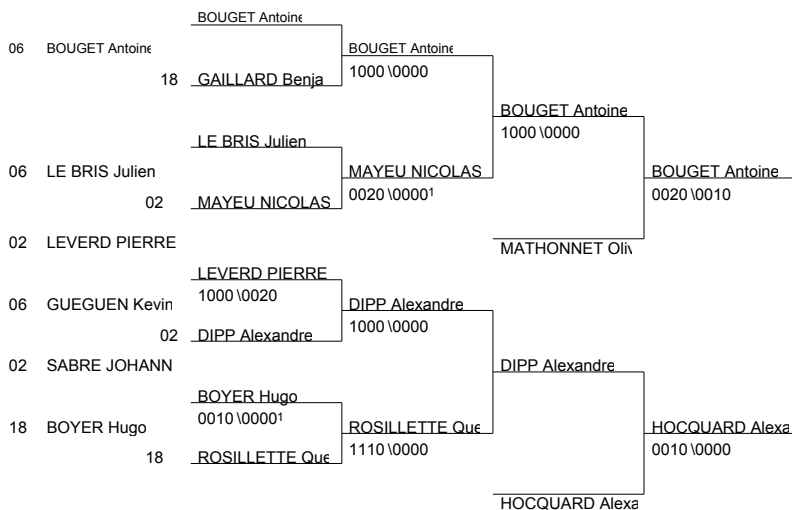 BOUGET Antoine
06 BOUGET Antoine BOUGET Antoine
1000 \0000
18 GAILLARD Benja
BOUGET Antoine
1000 \0000
LE BRIS Julien
06 LE BRIS Julien MAYEU NICOLAS BOUGET Antoine
0020 \0000¹ 0020 \0010
02 MAYEU NICOLAS
02 LEVERD PIERRE MATHONNET Oliv
LEVERD PIERRE
1000 \0020
06 GUEGUEN Kevin DIPP Alexandre
1000 \0000
02 DIPP Alexandre
02 SABRE JOHANN DIPP Alexandre
BOYER Hugo
0010 \0000¹
18 BOYER Hugo ROSILLETTE Que HOCQUARD Alexa
1110 \0000 0010 \0000
18 ROSILLETTE Que
HOCQUARD Alexa